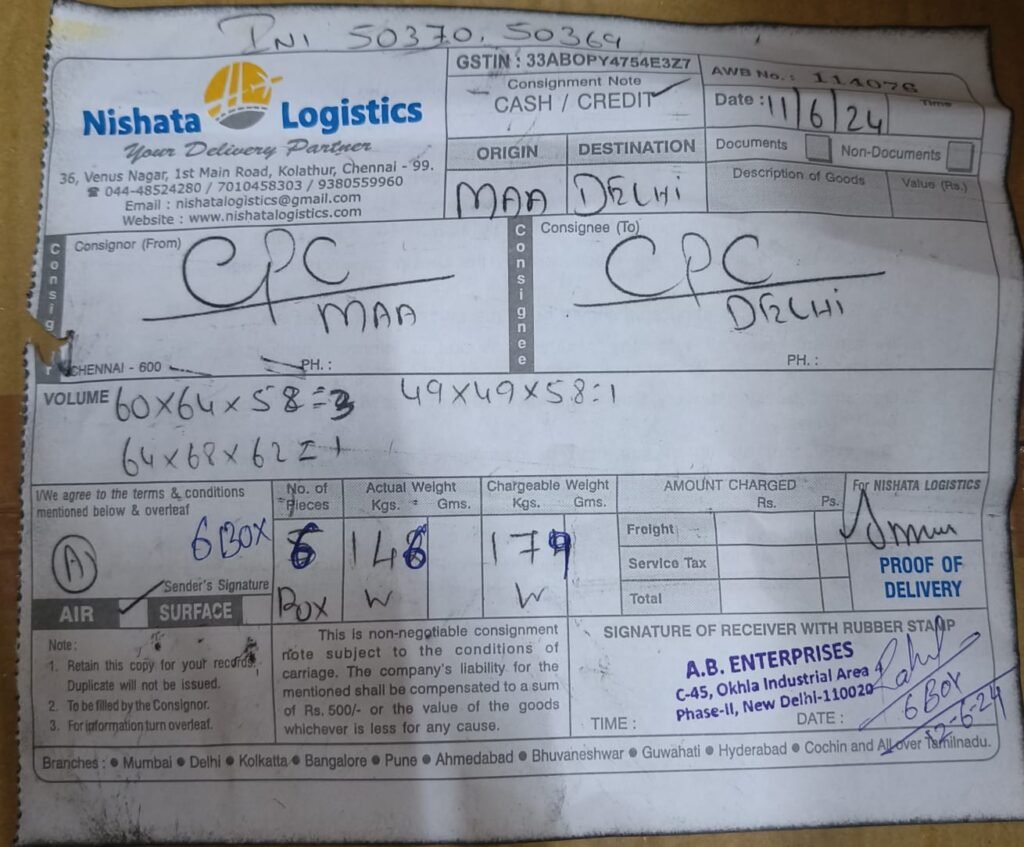 INI 50370, 50369
Nishata Logistics
Your Delivery Partner
36, Venus Nagar, 1st Main Road, Kolathur, Chennai - 99.
☎ 044-48524280 / 7010458303 / 9380559960
Email : nishatalogistics@gmail.com
Website : www.nishatalogistics.com
GSTIN : 33ABOPY4754E3Z7
Consignment Note
CASH / CREDIT
AWB No. : 114076
Date : 11/6/24 Time
ORIGIN DESTINATION
MAA DELHi
Documents Non-Documents
Description of Goods Value (Rs.)
Consignor (From)
CPC
MAA
CHENNAI - 600 PH. :
Consignee
Consignee (To)
CPC
DELHi
PH. :
VOLUME 60×64×58=3 49×49×58=1
64×68×62=1
I/We agree to the terms & conditions
mentioned below & overleaf
6 BOX
A
Sender's Signature
AIR SURFACE
No. of Pieces
6
BOX
Actual Weight
Kgs. Gms.
146
W
Chargeable Weight
Kgs. Gms.
179
W
AMOUNT CHARGED
Rs. Ps.
Freight
Service Tax
Total
For NISHATA LOGISTICS
PROOF OF
DELIVERY
Note :
1. Retain this copy for your records.
Duplicate will not be issued.
2. To be filled by the Consignor.
3. For information turn overleaf.
This is non-negotiable consignment
note subject to the conditions of
carriage. The company's liability for the
mentioned shall be compensated to a sum
of Rs. 500/- or the value of the goods
whichever is less for any cause.
SIGNATURE OF RECEIVER WITH RUBBER STAMP
A.B. ENTERPRISES
C-45, Okhla Industrial Area
Phase-II, New Delhi-110020
6 BOX
12-6-24
TIME : DATE :
Branches : ● Mumbai ● Delhi ● Kolkatta ● Bangalore ● Pune ● Ahmedabad ● Bhuvaneshwar ● Guwahati ● Hyderabad ● Cochin and All over Tamilnadu.